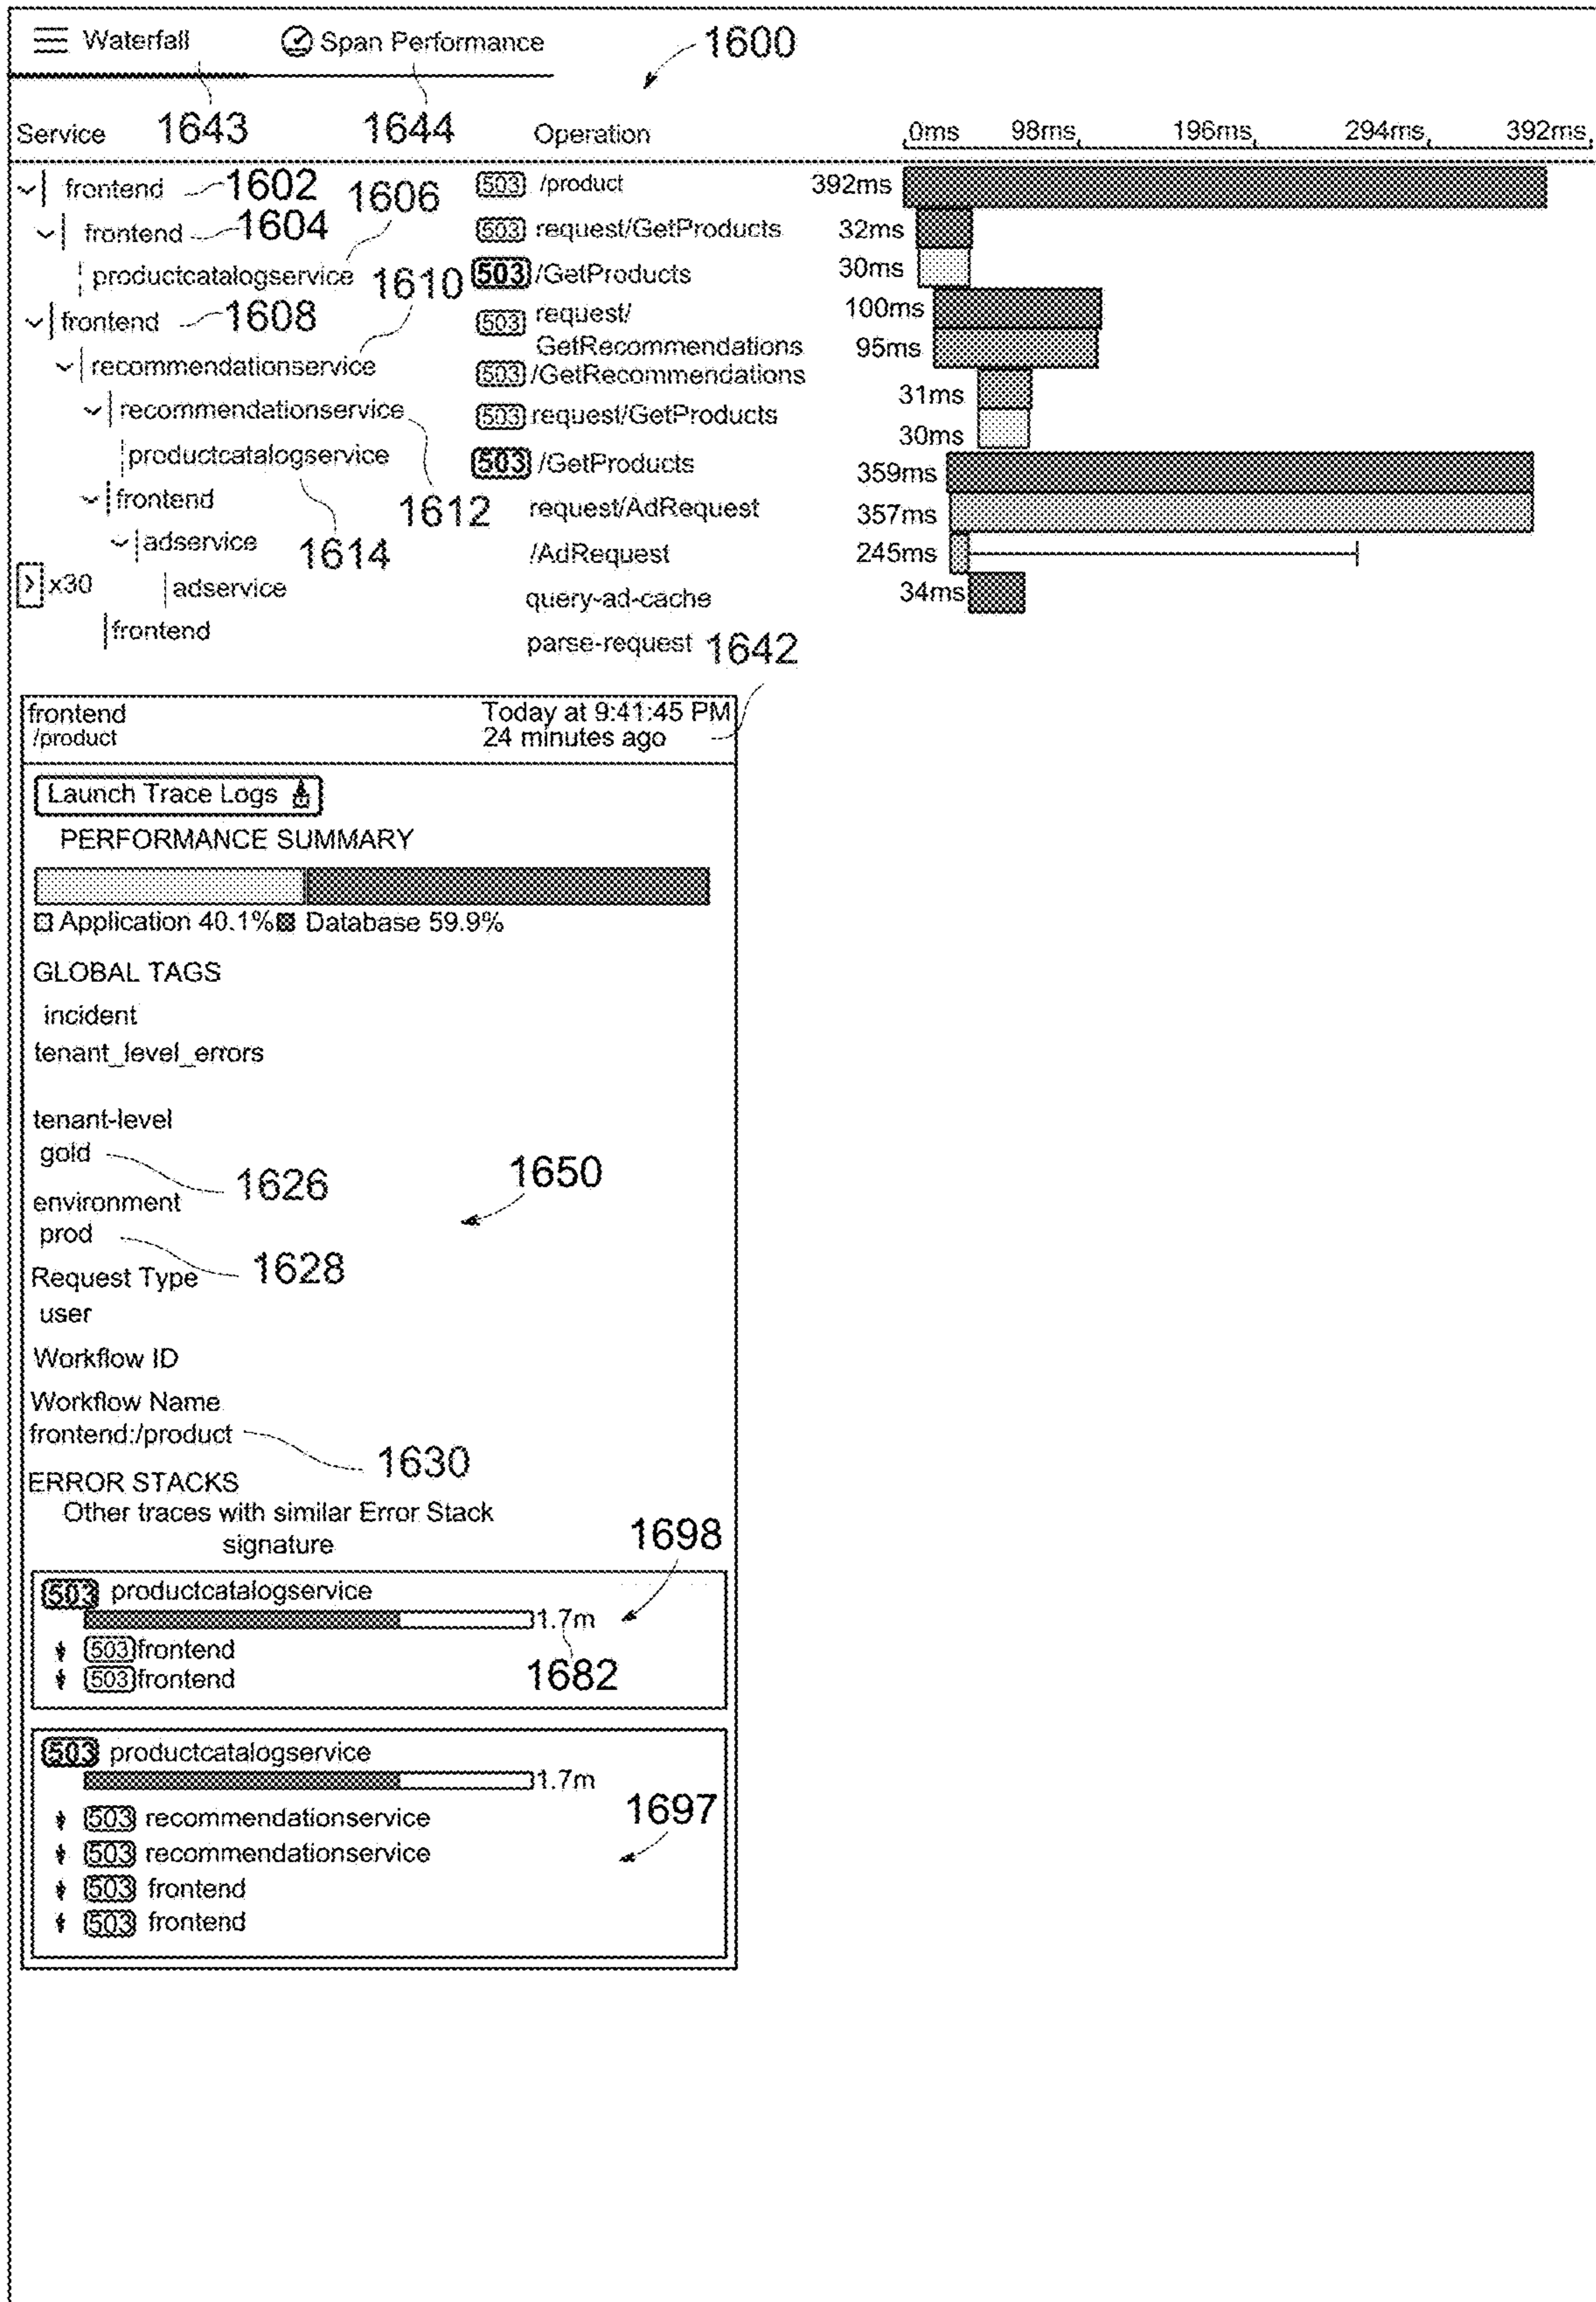 Waterfall Span Performance 1600
Service 1643 1644 Operation 0ms 98ms 196ms 294ms 392ms
frontend 1602 1606 503 /product 392ms
frontend 1604 503 request/GetProducts 32ms
productcatalogservice 1610 503 /GetProducts 30ms
frontend 1608 503 request/ 100ms
GetRecommendations 95ms
recommendationservice 503 /GetRecommendations 31ms
recommendationservice 503 request/GetProducts 30ms
productcatalogservice 503 /GetProducts 359ms
frontend 1612 request/AdRequest 357ms
adservice 1614 /AdRequest 245ms
x30 adservice query-ad-cache 34ms
frontend parse-request 1642
frontend Today at 9:41:45 PM
/product 24 minutes ago
Launch Trace Logs
PERFORMANCE SUMMARY
Application 40.1% Database 59.9%
GLOBAL TAGS
incident
tenant_level_errors
tenant-level
gold
1626 1650
environment
prod
1628
Request Type
user
Workflow ID
Workflow Name
frontend:/product
1630
ERROR STACKS
Other traces with similar Error Stack
signature 1698
503 productcatalogservice
1.7m
503 frontend
503 frontend 1682
503 productcatalogservice
1.7m
503 recommendationservice 1697
503 recommendationservice
503 frontend
503 frontend